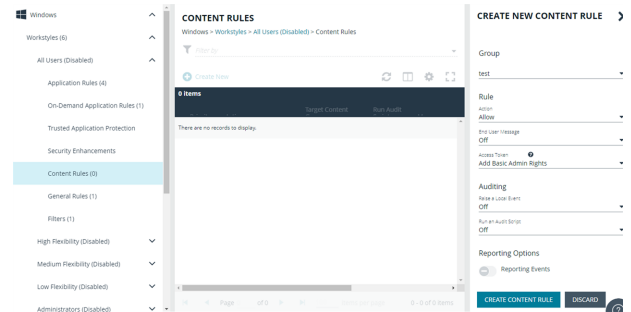 Windows
Workstyles (6)
All Users (Disabled)
Application Rules (4)
On-Demand Application Rules (1)
Trusted Application Protection
Security Enhancements
Content Rules (0)
General Rules (1)
Filters (1)
High Flexibility (Disabled)
Medium Flexibility (Disabled)
Low Flexibility (Disabled)
Administrators (Disabled)
CONTENT RULES
Windows > Workstyles > All Users (Disabled) > Content Rules
Filter by
Create New
0 items
Target Content Run Audit
There are no records to display.
Page of 0 items per page 0 - 0 of 0 items
CREATE NEW CONTENT RULE
Group
test
Rule
Action
Allow
End User Message
Off
Access Token
Add Basic Admin Rights
Auditing
Raise a Local Event
Off
Run an Audit Script
Off
Reporting Options
Reporting Events
CREATE CONTENT RULE DISCARD